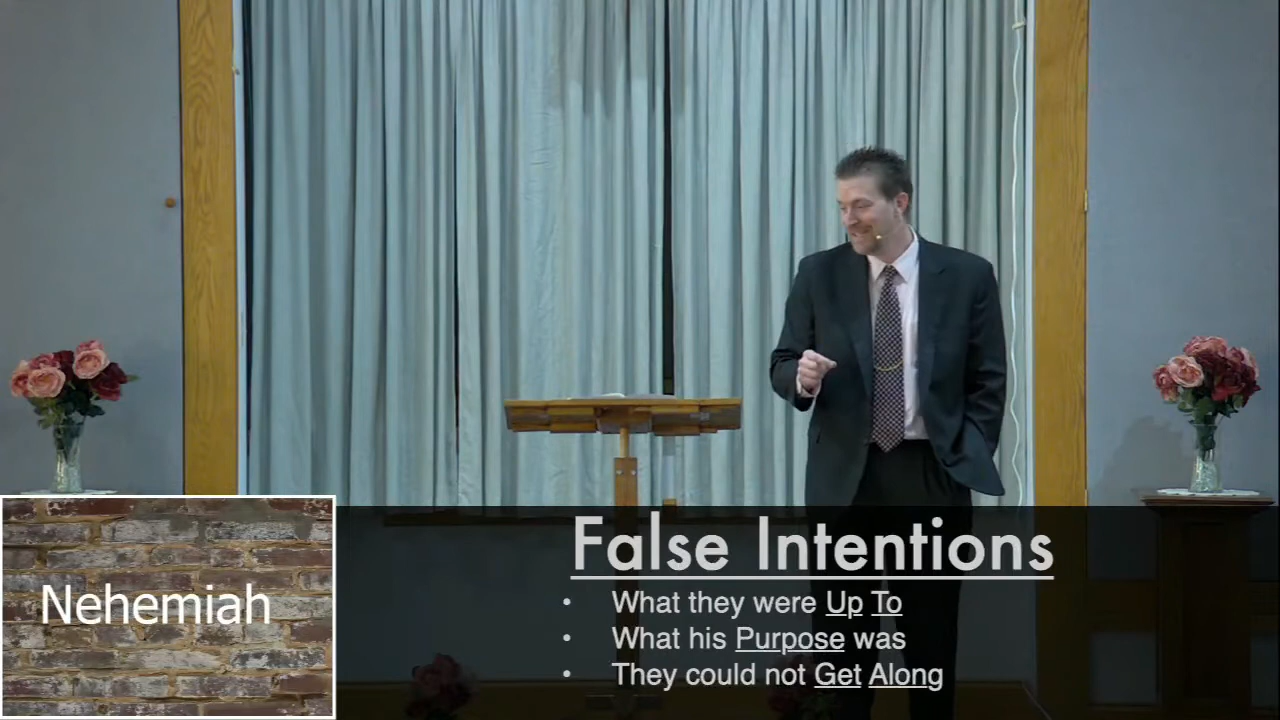 Nehemiah
False Intentions
• What they were Up To
• What his Purpose was
• They could not Get Along